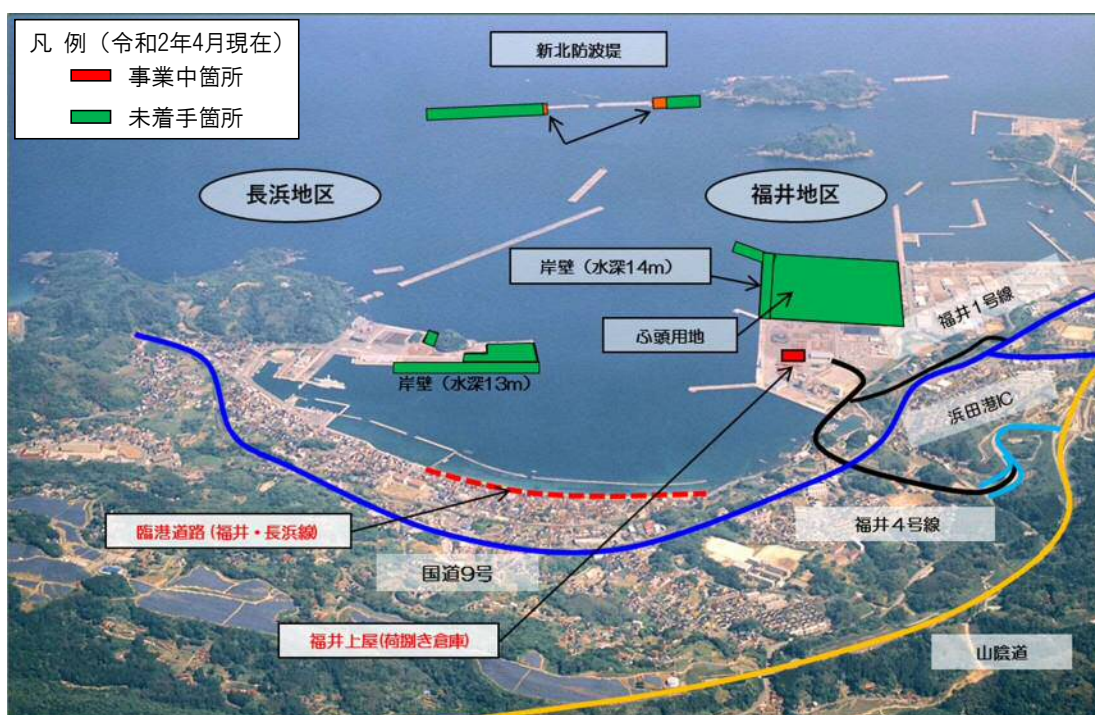 凡 例（令和2年4月現在）
事業中箇所
未着手箇所
新北防波堤
長浜地区
福井地区
岸壁（水深14m）
福井1号線
ふ頭用地
岸壁（水深13m）
浜田港IC
臨港道路(福井・長浜線)
福井4号線
国道9号
福井上屋(荷捌き倉庫)
山陰道